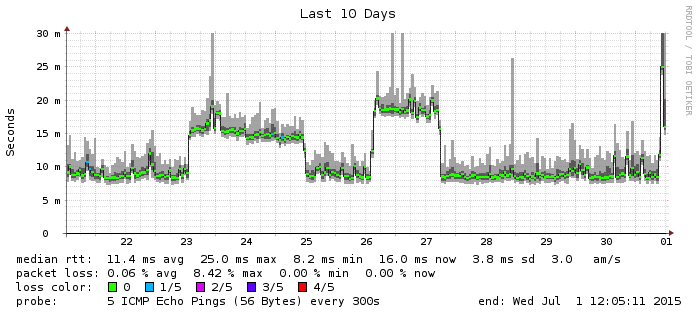 Last 10 Days
RRDTOOL / TOBI OETIKER
Seconds
30 m
25 m
20 m
15 m
10 m
5 m
0
22 23 24 25 26 27 28 29 30 01
median rtt: 11.4 ms avg 25.0 ms max 8.2 ms min 16.0 ms now 3.8 ms sd 3.0 am/s
packet loss: 0.06 % avg 8.42 % max 0.00 % min 0.00 % now
loss color: 0 1/5 2/5 3/5 4/5
probe: 5 ICMP Echo Pings (56 Bytes) every 300s end: Wed Jul 1 12:05:11 2015